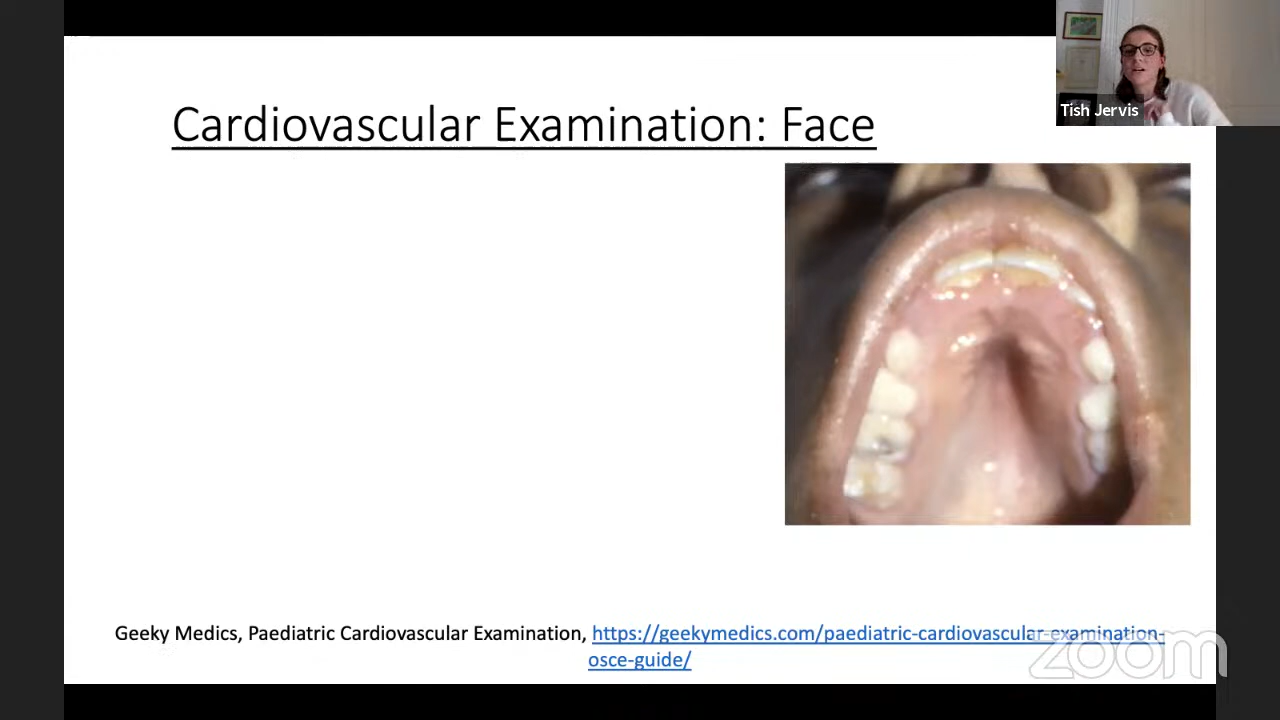 Tish Jervis
Cardiovascular Examination: Face
Geeky Medics, Paediatric Cardiovascular Examination, https://geekymedics.com/paediatric-cardiovascular-examination-
osce-guide/
zoom